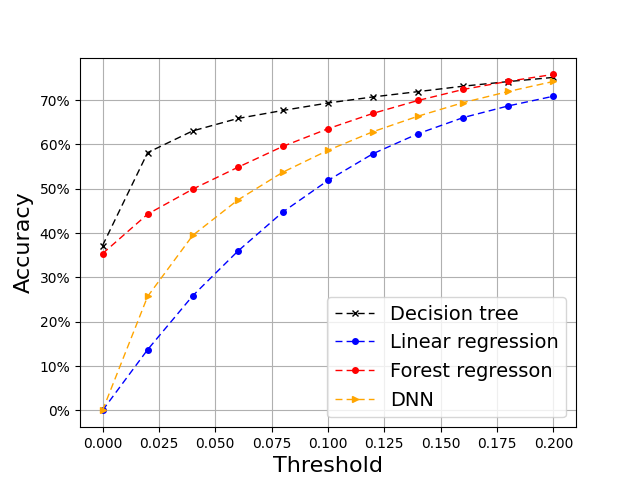 70%
60%
50%
40%
30%
20%
10%
0%
Accuracy
Decision tree
Linear regression
Forest regresson
DNN
0.000 0.025 0.050 0.075 0.100 0.125 0.150 0.175 0.200
Threshold